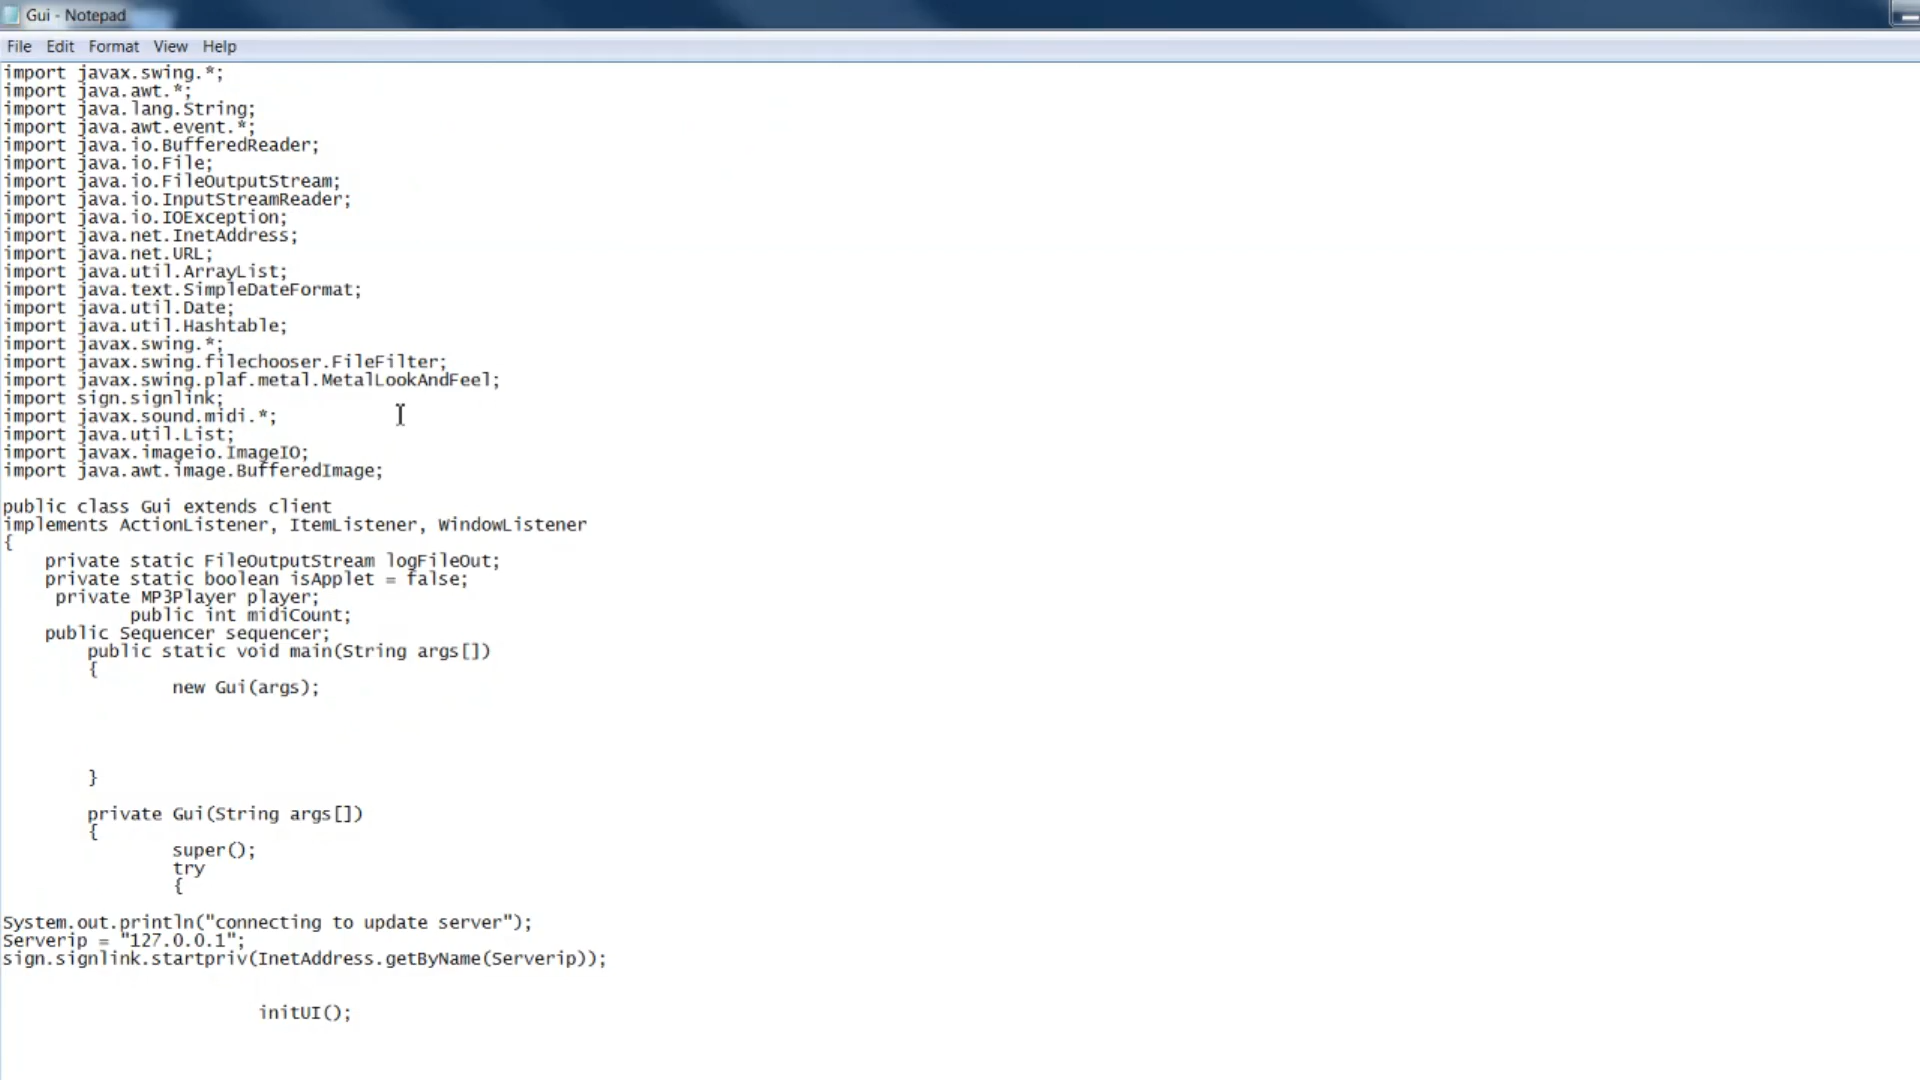 Gui - Notepad
File Edit Format View Help
import javax.swing.*;
import java.awt.*;
import java.lang.String;
import java.awt.event.*;
import java.io.BufferedReader;
import java.io.File;
import java.io.FileOutputStream;
import java.io.InputStreamReader;
import java.io.IOException;
import java.net.InetAddress;
import java.net.URL;
import java.util.ArrayList;
import java.text.SimpleDateFormat;
import java.util.Date;
import java.util.Hashtable;
import javax.swing.*;
import javax.swing.filechooser.FileFilter;
import javax.swing.plaf.metal.MetalLookAndFeel;
import sign.signlink;
import javax.sound.midi.*;
import java.util.List;
import javax.imageio.ImageIO;
import java.awt.image.BufferedImage;
public class Gui extends client
implements ActionListener, ItemListener, WindowListener
{
private static FileOutputStream logFileOut;
private static boolean isApplet = false;
private MP3Player player;
public int midiCount;
public Sequencer sequencer;
public static void main(String args[])
{
new Gui(args);
}
private Gui(String args[])
{
super();
try
{
System.out.println("connecting to update server");
Serverip = "127.0.0.1";
sign.signlink.startpriv(InetAddress.getByName(Serverip));
initUI();